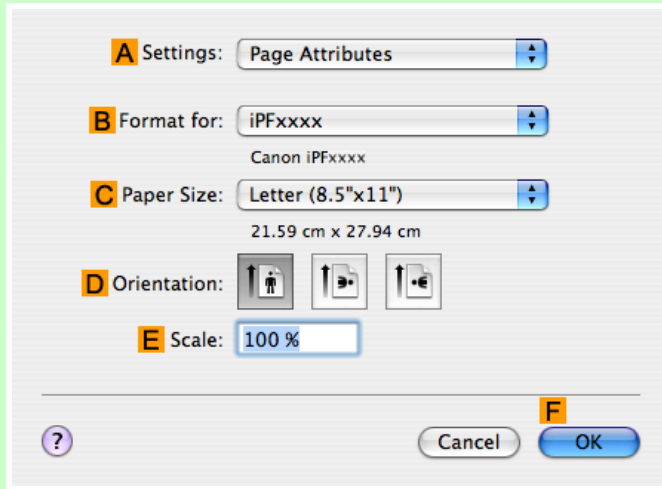 A Settings: Page Attributes
B Format for: iPFxxxx
Canon iPFxxxx
C Paper Size: Letter (8.5"x11")
21.59 cm x 27.94 cm
D Orientation:
E Scale: 100 %
F
? Cancel OK